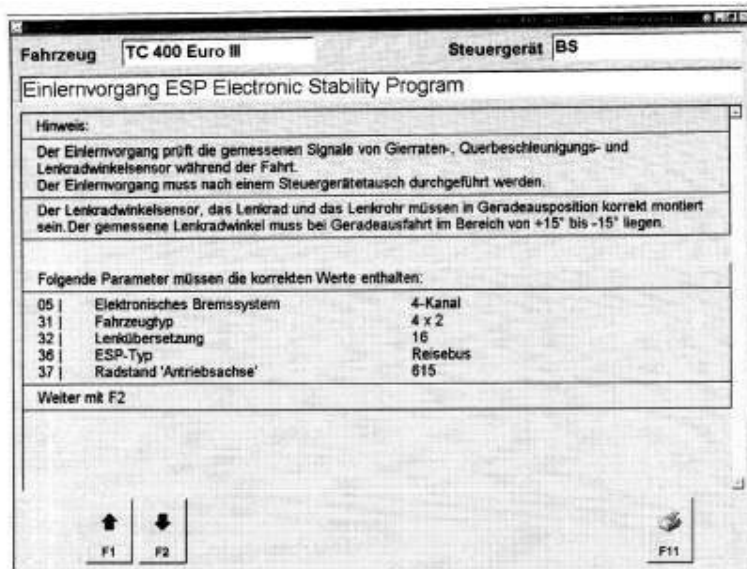 Fahrzeug TC 400 Euro III Steuergerät BS
Einlernvorgang ESP Electronic Stability Program
Hinweis:
Der Einlernvorgang prüft die gemessenen Signale von Gierraten-, Querbeschleunigungs- und
Lenkradwinkelsensor während der Fahrt.
Der Einlernvorgang muss nach einem Steuergerätetausch durchgeführt werden.
Der Lenkradwinkelsensor, das Lenkrad und das Lenkrohr müssen in Geradeausposition korrekt montiert
sein.Der gemessene Lenkradwinkel muss bei Geradeausfahrt im Bereich von +15° bis -15° liegen.
Folgende Parameter müssen die korrekten Werte enthalten:
05 | Elektronisches Bremssystem 4-Kanal
31 | Fahrzeugtyp 4 x 2
32 | Lenkübersetzung 16
36 | ESP-Typ Reisebus
37 | Radstand 'Antriebsachse' 615
Weiter mit F2
F1 F2 F11